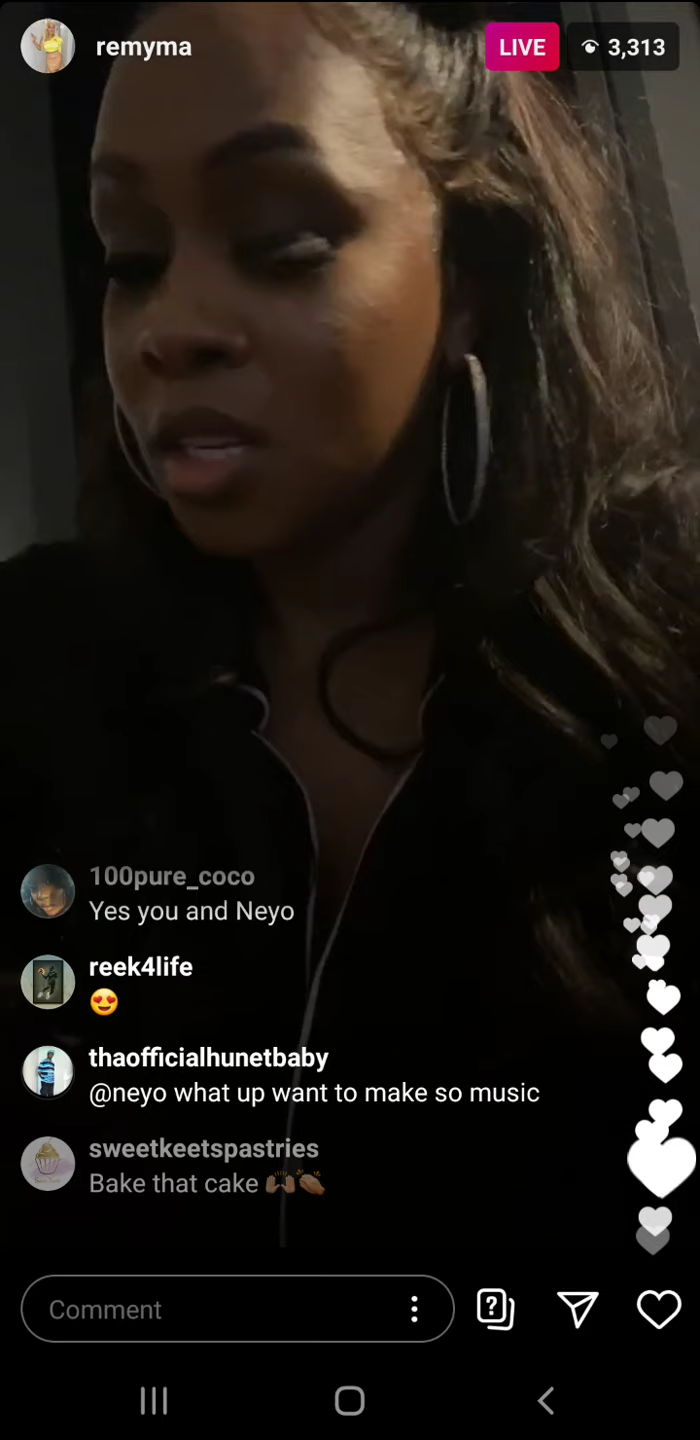 remyma
LIVE
3,313
100pure_coco
Yes you and Neyo
reek4life
😍
thaofficialhunetbaby
@neyo what up want to make so music
sweetkeetspastries
Bake that cake 🙌🏽👏🏽
Comment